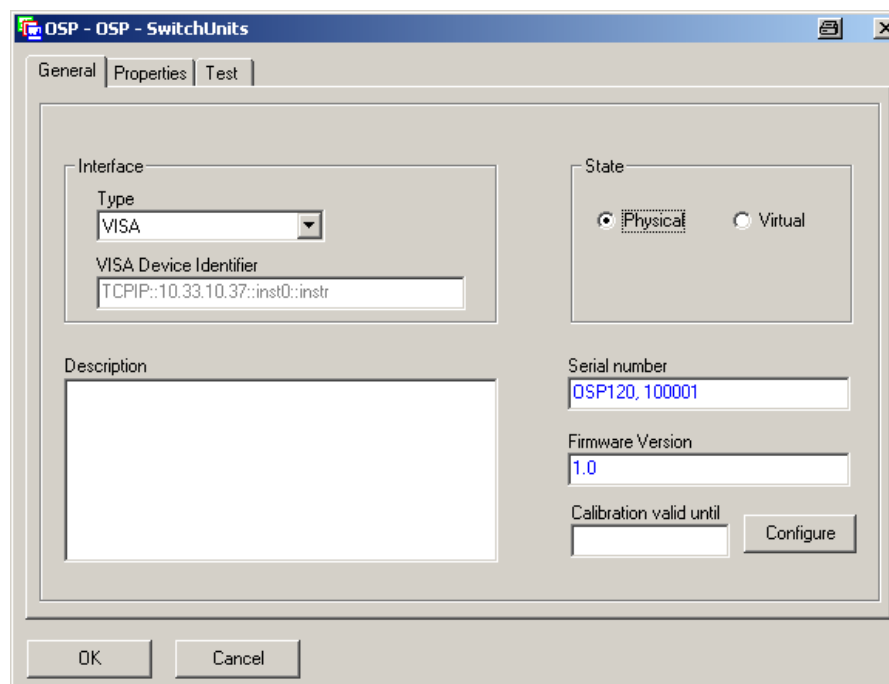 OSP - OSP - SwitchUnits
General Properties Test
Interface
Type
VISA
VISA Device Identifier
TCPIP::10.33.10.37::inst0::instr
State
Physical Virtual
Description
Serial number
OSP120, 100001
Firmware Version
1.0
Calibration valid until
Configure
OK Cancel